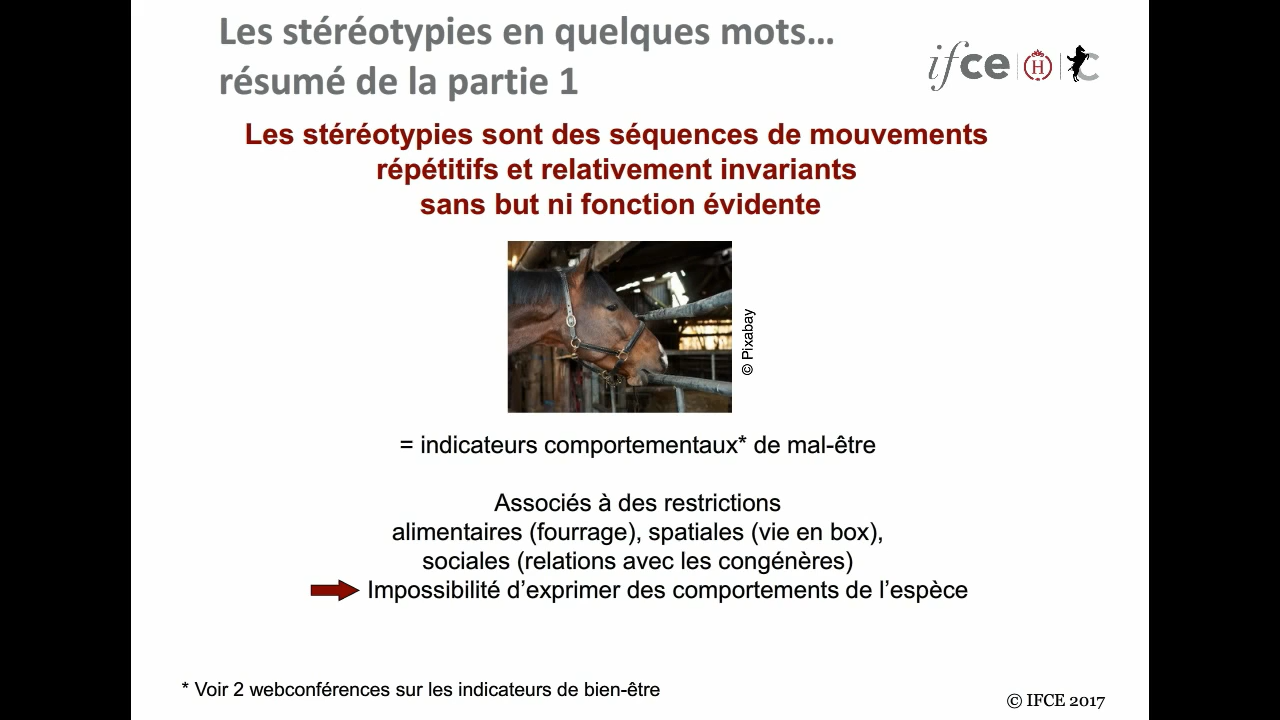 Les stéréotypies en quelques mots…
résumé de la partie 1
ifce
H
C
Les stéréotypies sont des séquences de mouvements
répétitifs et relativement invariants
sans but ni fonction évidente
© Pixabay
= indicateurs comportementaux* de mal-être
Associés à des restrictions
alimentaires (fourrage), spatiales (vie en box),
sociales (relations avec les congénères)
Impossibilité d’exprimer des comportements de l’espèce
* Voir 2 webconférences sur les indicateurs de bien-être
© IFCE 2017